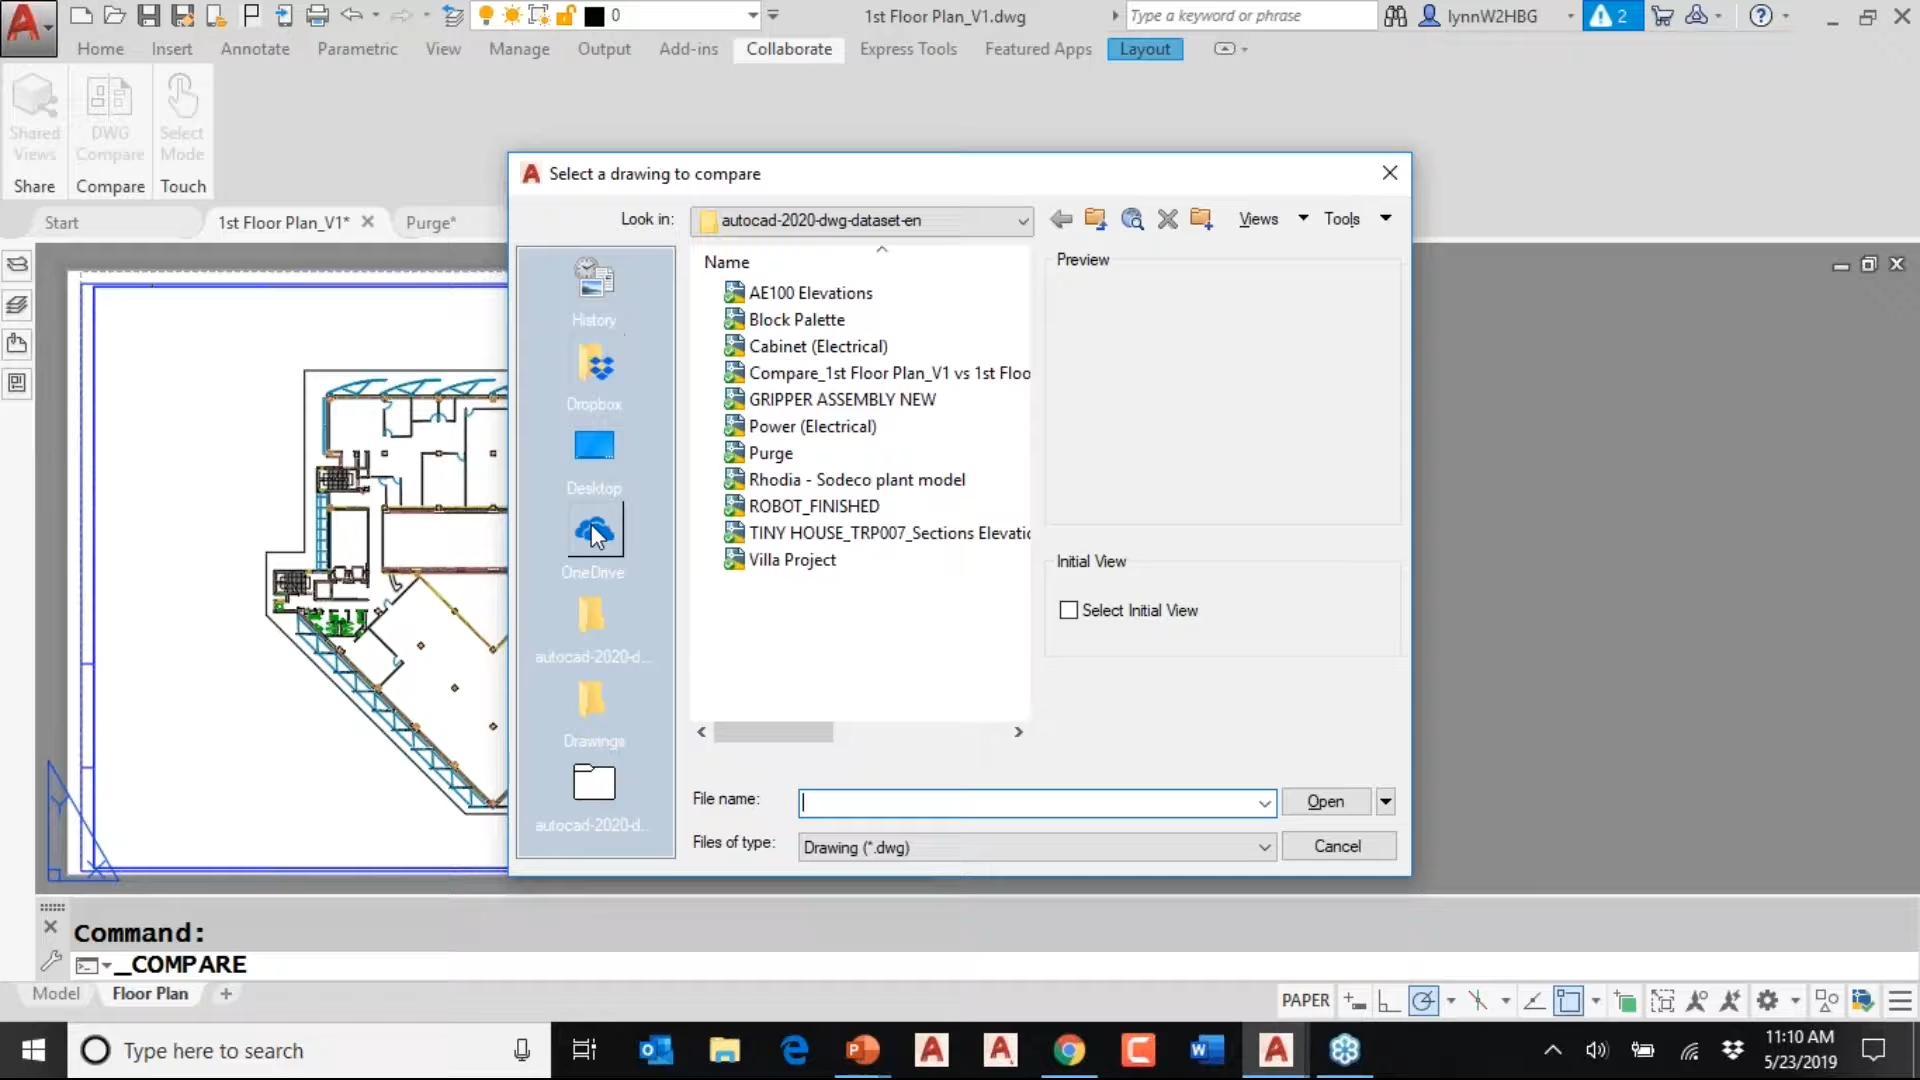 0
1st Floor Plan_V1.dwg
Type a keyword or phrase
lynnW2HBG
2
Home Insert Annotate Parametric View Manage Output Add-ins Collaborate Express Tools Featured Apps Layout
Shared Views
DWG Compare
Select Mode
Share Compare Touch
Start
1st Floor Plan_V1*
Purge*
Select a drawing to compare
Look in:
autocad-2020-dwg-dataset-en
Views
Tools
History
Dropbox
Desktop
OneDrive
autocad-2020-d...
Drawings
autocad-2020-d...
Name
AE100 Elevations
Block Palette
Cabinet (Electrical)
Compare_1st Floor Plan_V1 vs 1st Floo
GRIPPER ASSEMBLY NEW
Power (Electrical)
Purge
Rhodia - Sodeco plant model
ROBOT_FINISHED
TINY HOUSE_TRP007_Sections Elevatio
Villa Project
Preview
Initial View
Select Initial View
File name:
Open
Files of type:
Drawing (*.dwg)
Cancel
Y
X
Command:
_COMPARE
Model
Floor Plan
PAPER
Type here to search
11:10 AM
5/23/2019